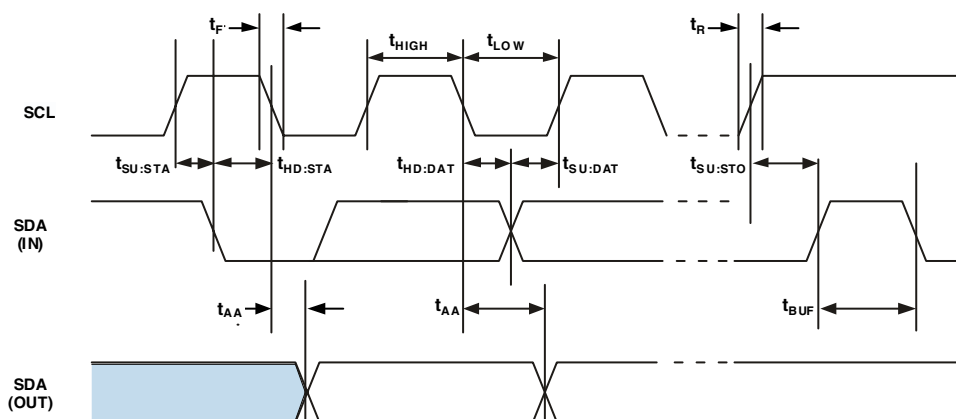 tF
tHIGH
tLOW
tR
SCL
tSU:STA
tHD:STA
tHD:DAT
tSU:DAT
tSU:STO
SDA
(IN)
tAA
tAA
tBUF
SDA
(OUT)